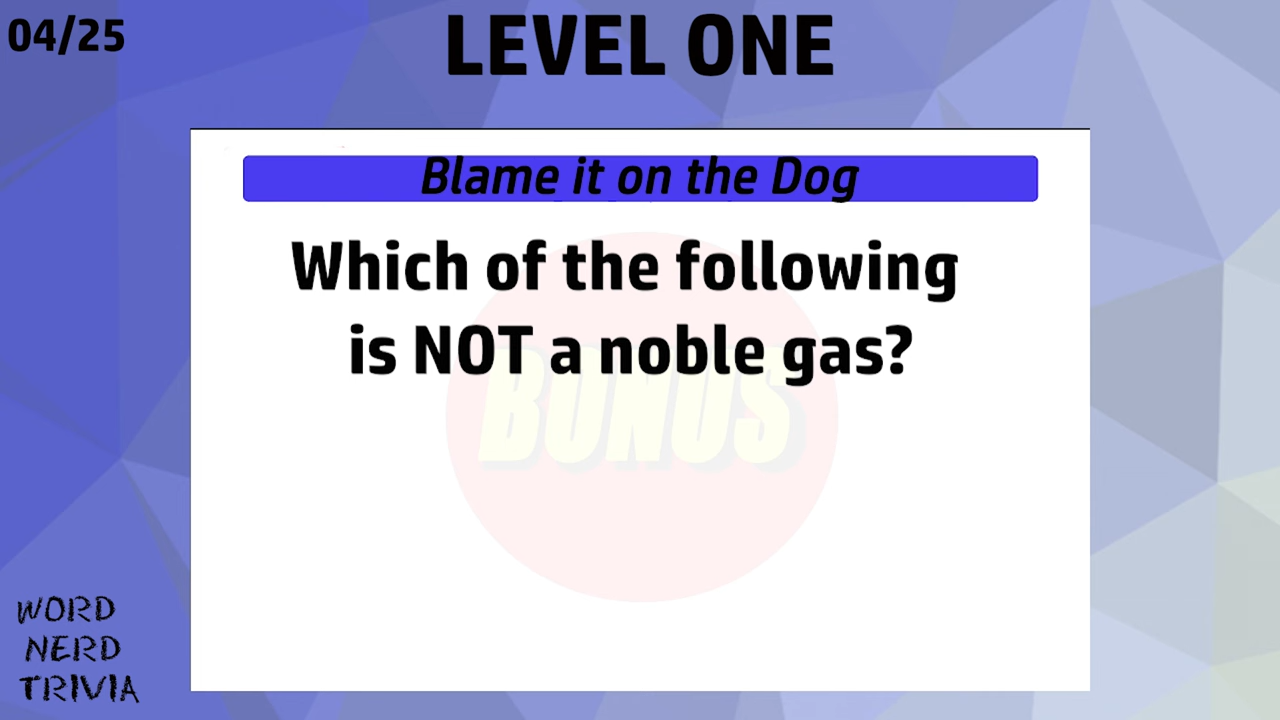 04/25
LEVEL ONE
Blame it on the Dog
Which of the following
is NOT a noble gas?
BONUS
WORD
NERD
TRIVIA